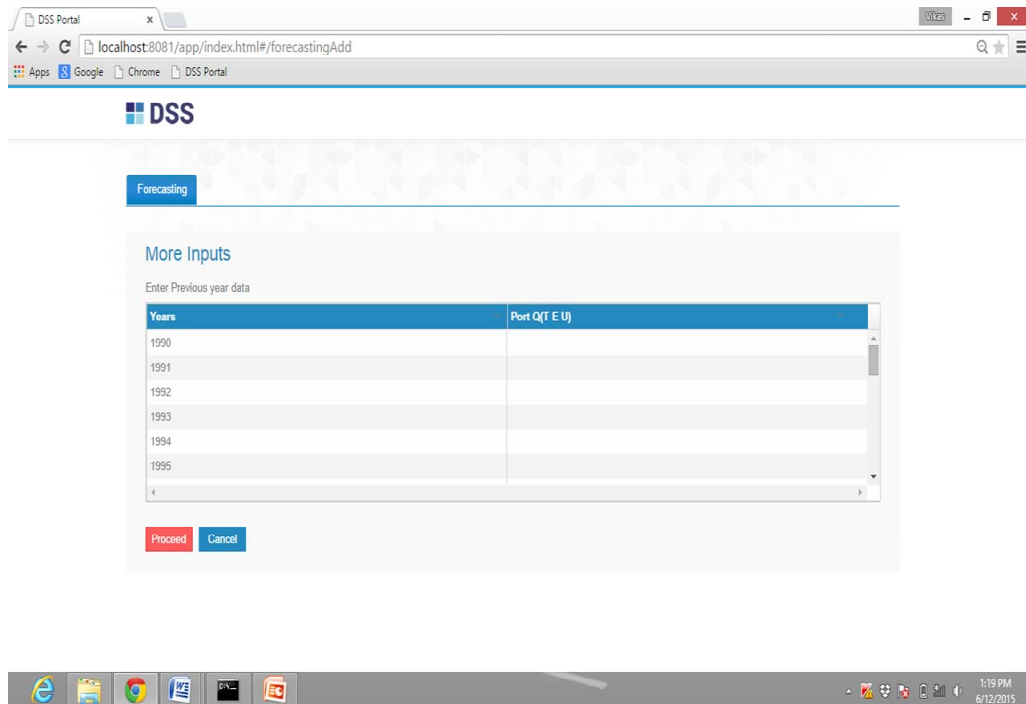 DSS Portal x
Vikas
localhost:8081/app/index.html#/forecastingAdd
Apps Google Chrome DSS Portal
DSS
Forecasting
More Inputs
Enter Previous year data
Years Port Q(T E U)
1990
1991
1992
1993
1994
1995
Proceed Cancel
1:19 PM
6/12/2015